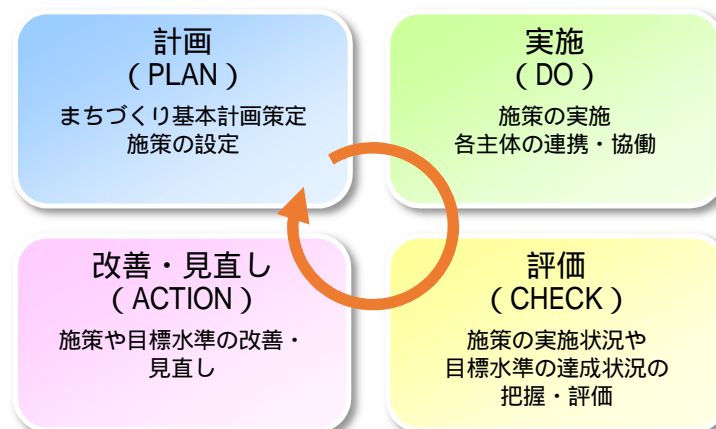 計画
（PLAN）
まちづくり基本計画策定
施策の設定
実施
（DO）
施策の実施
各主体の連携・協働
改善・見直し
（ACTION）
施策や目標水準の改善・
見直し
評価
（CHECK）
施策の実施状況や
目標水準の達成状況の
把握・評価